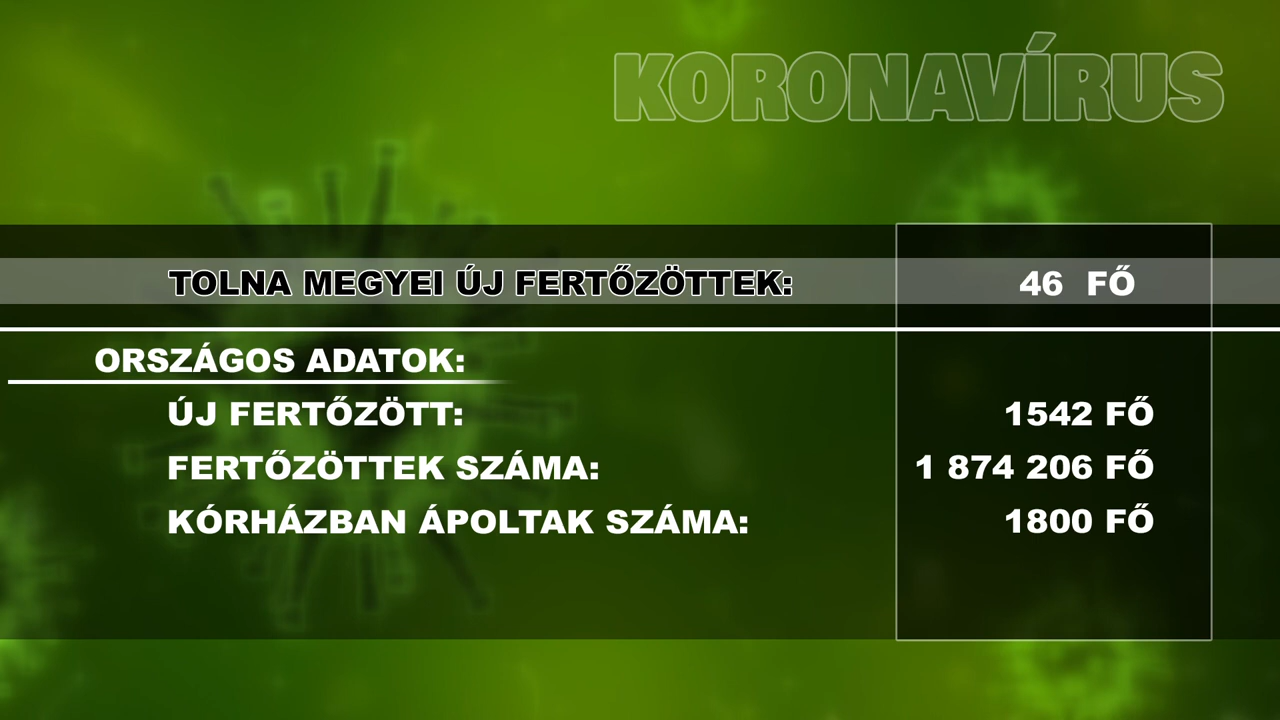 KORONAVÍRUS
TOLNA MEGYEI ÚJ FERTŐZÖTTEK: 46 FŐ
ORSZÁGOS ADATOK:
ÚJ FERTŐZÖTT: 1542 FŐ
FERTŐZÖTTEK SZÁMA: 1 874 206 FŐ
KÓRHÁZBAN ÁPOLTAK SZÁMA: 1800 FŐ